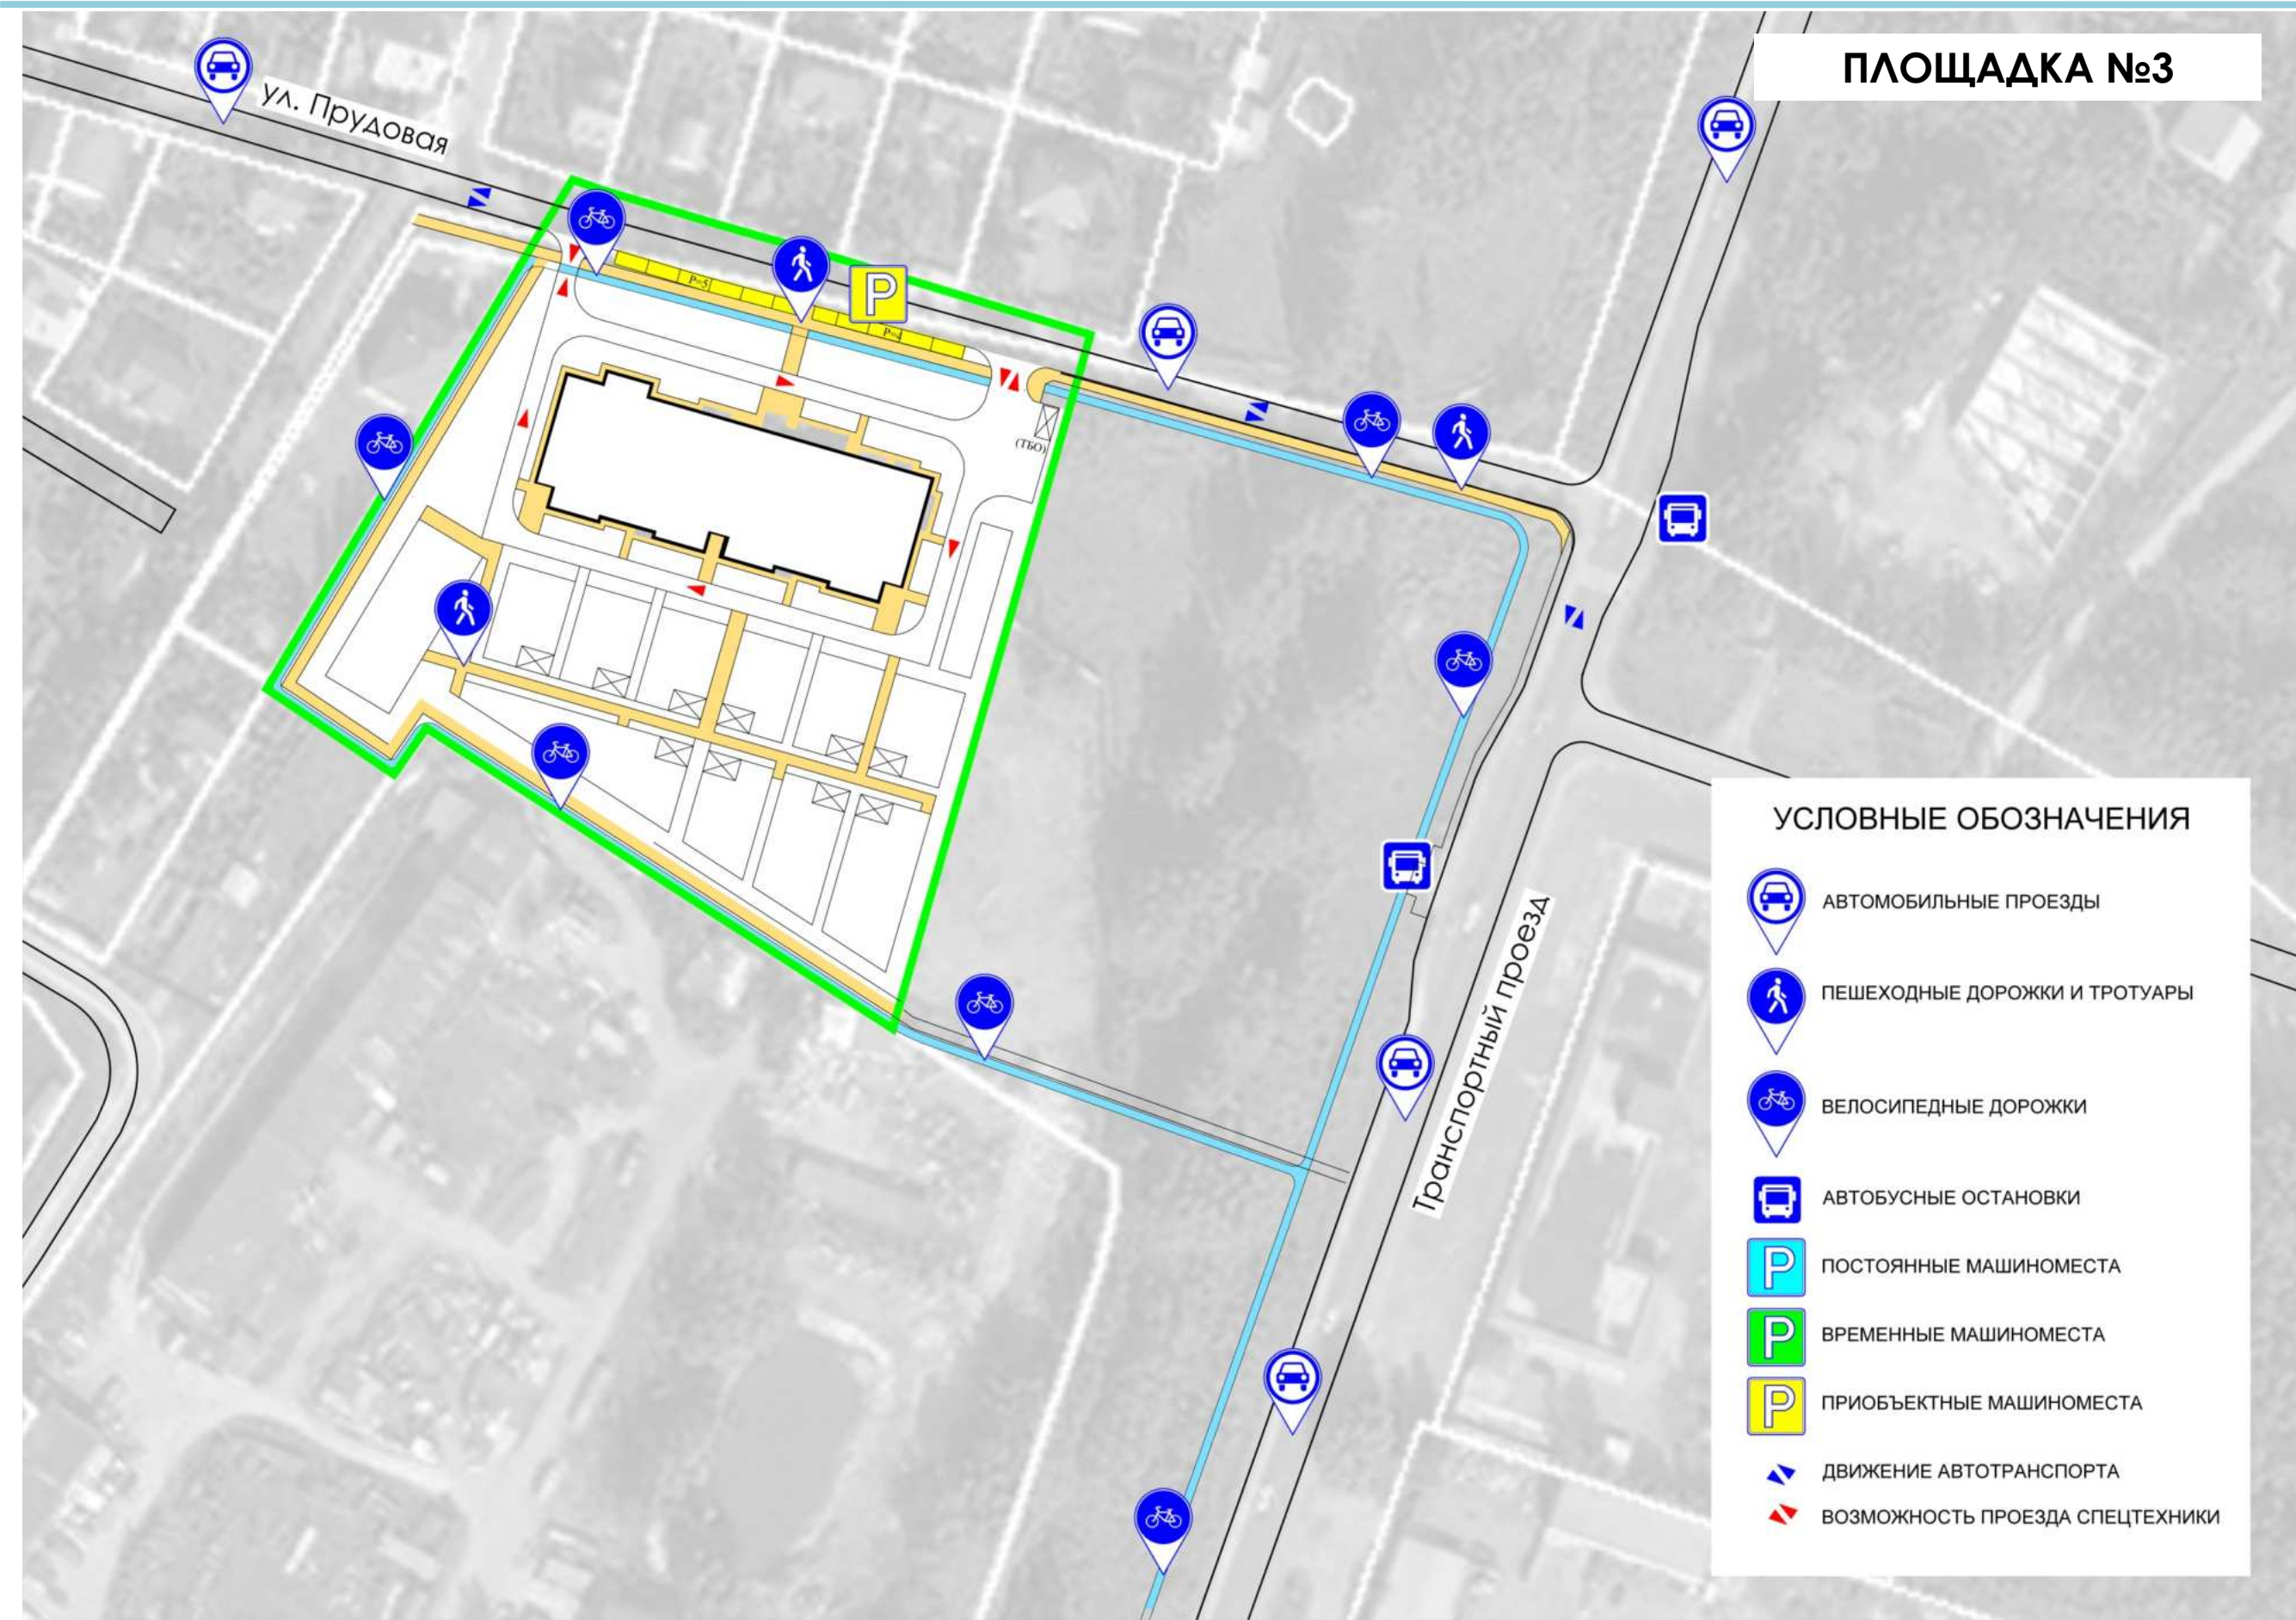 ПЛОЩАДКА №3
ул. Прудовая
P
P=5
P=4
(ТБО)
Транспортный проезд
УСЛОВНЫЕ ОБОЗНАЧЕНИЯ
АВТОМОБИЛЬНЫЕ ПРОЕЗДЫ
ПЕШЕХОДНЫЕ ДОРОЖКИ И ТРОТУАРЫ
ВЕЛОСИПЕДНЫЕ ДОРОЖКИ
АВТОБУСНЫЕ ОСТАНОВКИ
P ПОСТОЯННЫЕ МАШИНОМЕСТА
P ВРЕМЕННЫЕ МАШИНОМЕСТА
P ПРИОБЪЕКТНЫЕ МАШИНОМЕСТА
ДВИЖЕНИЕ АВТОТРАНСПОРТА
ВОЗМОЖНОСТЬ ПРОЕЗДА СПЕЦТЕХНИКИ